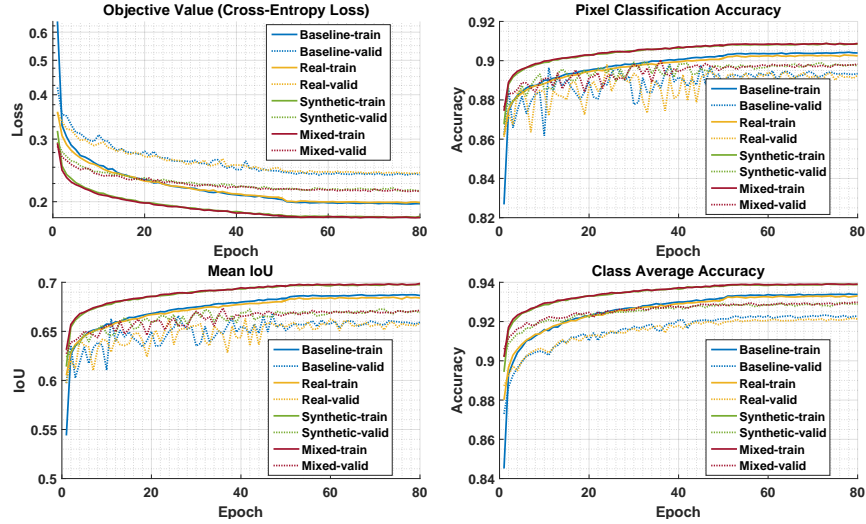 Objective Value (Cross-Entropy Loss)
Loss
0.6
0.5
0.4
0.3
0.2
0
20
40
60
80
Epoch
Baseline-train
Baseline-valid
Real-train
Real-valid
Synthetic-train
Synthetic-valid
Mixed-train
Mixed-valid
Pixel Classification Accuracy
Accuracy
0.92
0.9
0.88
0.86
0.84
0.82
0
20
40
60
80
Epoch
Baseline-train
Baseline-valid
Real-train
Real-valid
Synthetic-train
Synthetic-valid
Mixed-train
Mixed-valid
Mean IoU
IoU
0.7
0.65
0.6
0.55
0.5
0
20
40
60
80
Epoch
Baseline-train
Baseline-valid
Real-train
Real-valid
Synthetic-train
Synthetic-valid
Mixed-train
Mixed-valid
Class Average Accuracy
Accuracy
0.94
0.92
0.9
0.88
0.86
0.84
0
20
40
60
80
Epoch
Baseline-train
Baseline-valid
Real-train
Real-valid
Synthetic-train
Synthetic-valid
Mixed-train
Mixed-valid